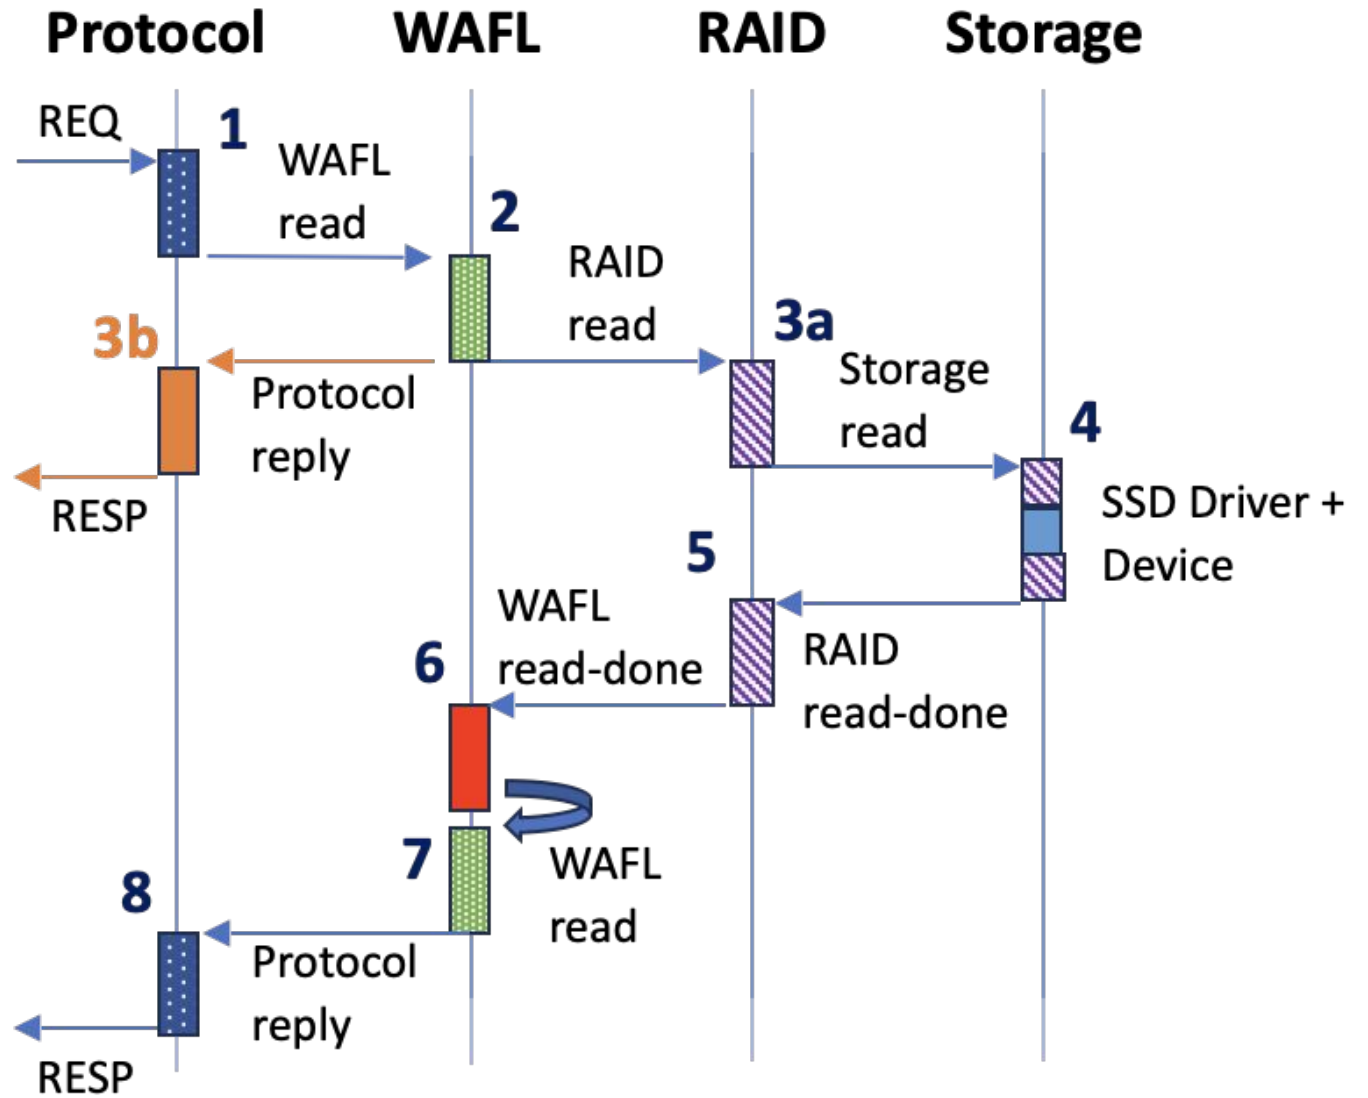 Protocol WAFL RAID Storage
REQ
1
WAFL
read
2
RAID
read
3a
3b
Protocol
reply
Storage
read
4
RESP
SSD Driver +
Device
5
WAFL
read-done
RAID
read-done
6
7
WAFL
read
8
Protocol
reply
RESP